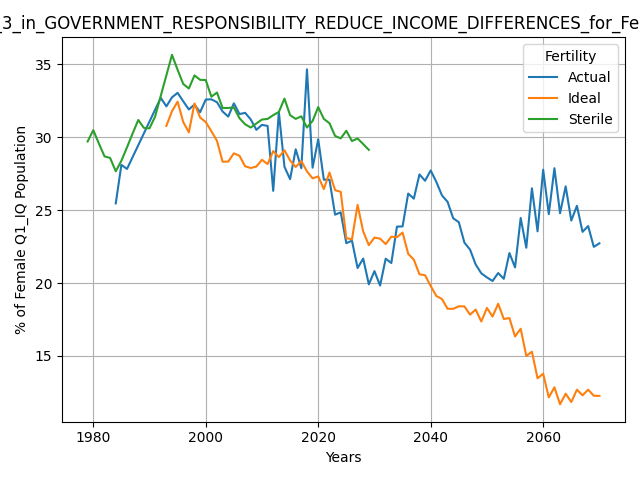 _3_in_GOVERNMENT_RESPONSIBILITY_REDUCE_INCOME_DIFFERENCES_for_Fe
Fertility
Actual
Ideal
Sterile
% of Female Q1_IQ Population
35
30
25
20
15
1980
2000
2020
2040
2060
Years